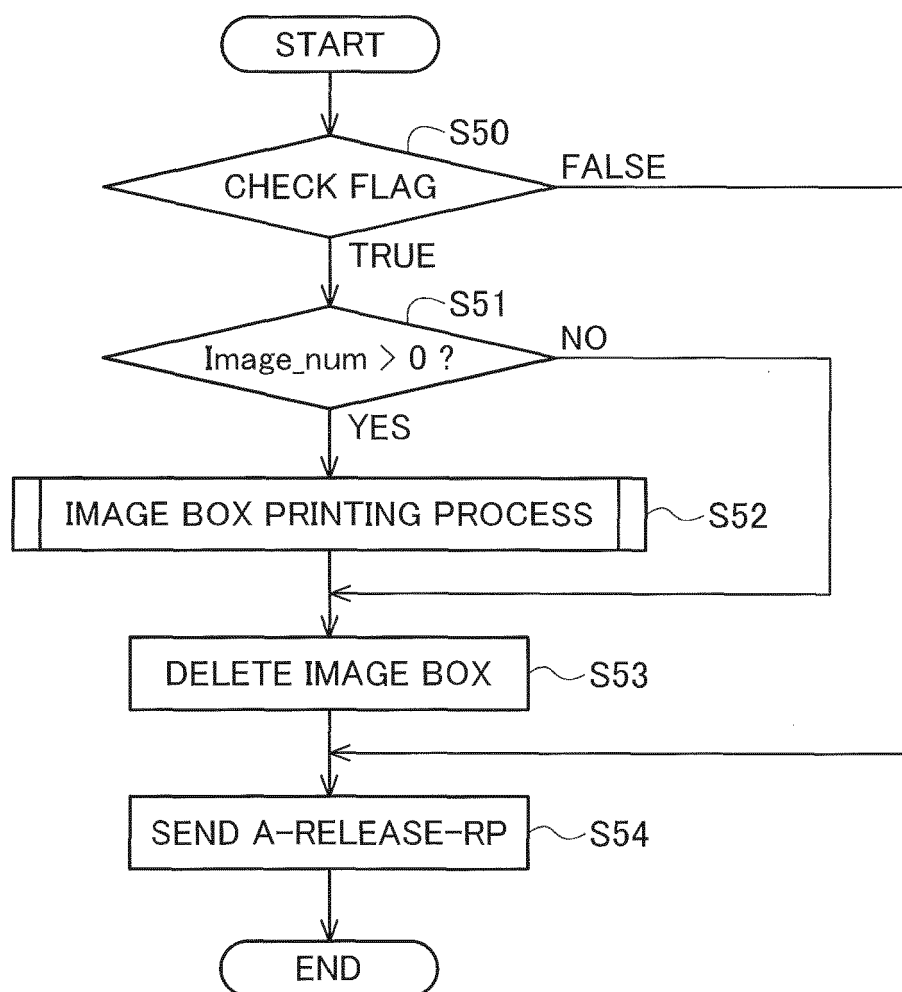 START
S50
CHECK FLAG
FALSE
TRUE
S51
Image_num > 0 ?
NO
YES
IMAGE BOX PRINTING PROCESS
S52
DELETE IMAGE BOX
S53
SEND A-RELEASE-RP
S54
END